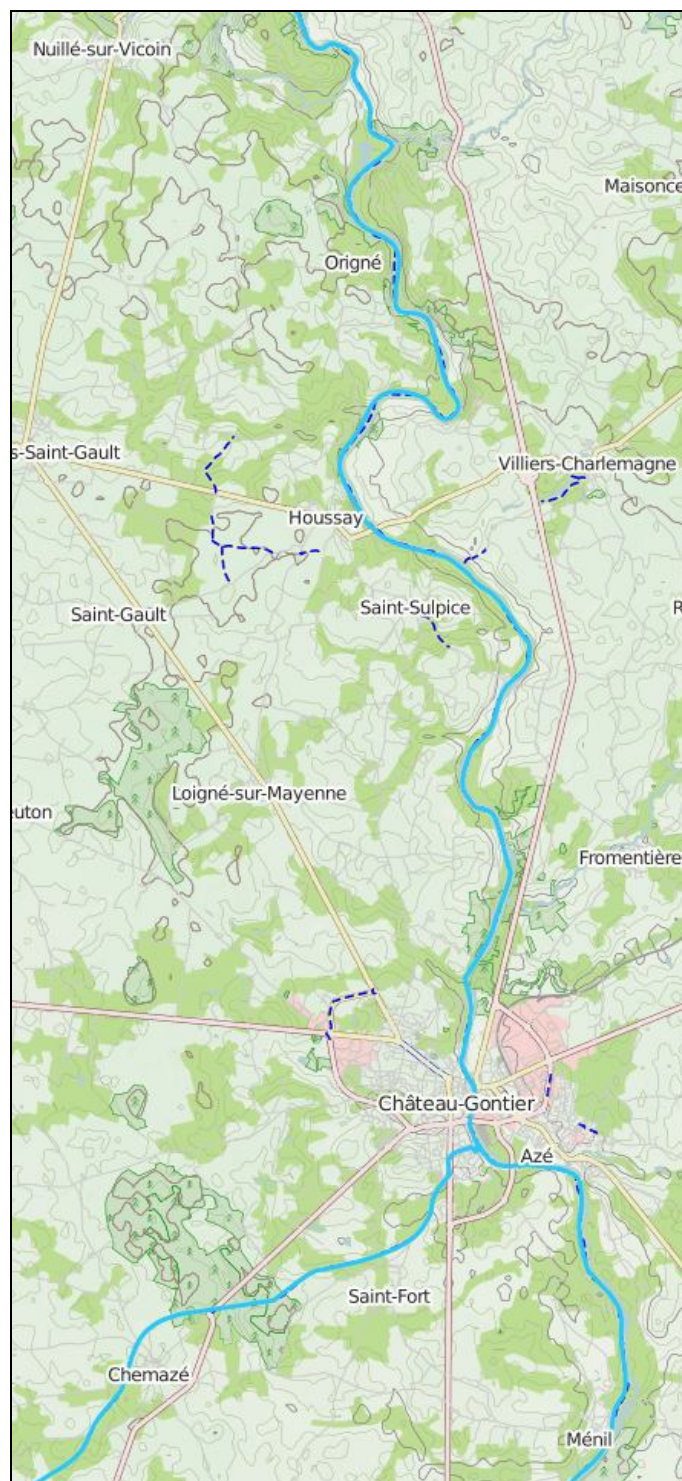 Nuillé-sur-Vicoin
Maisonce
Origné
s-Saint-Gault
Villiers-Charlemagne
Houssay
Saint-Gault
Saint-Sulpice
R
Loigné-sur-Mayenne
euton
Fromentière
Château-Gontier
Azé
Saint-Fort
Chemazé
Ménil